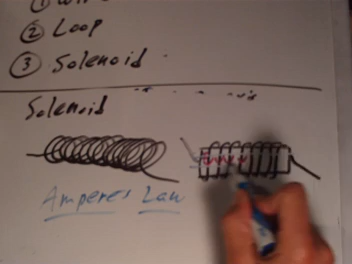 ② Loop
③ Solenoid
Solenoid
Amperes Law